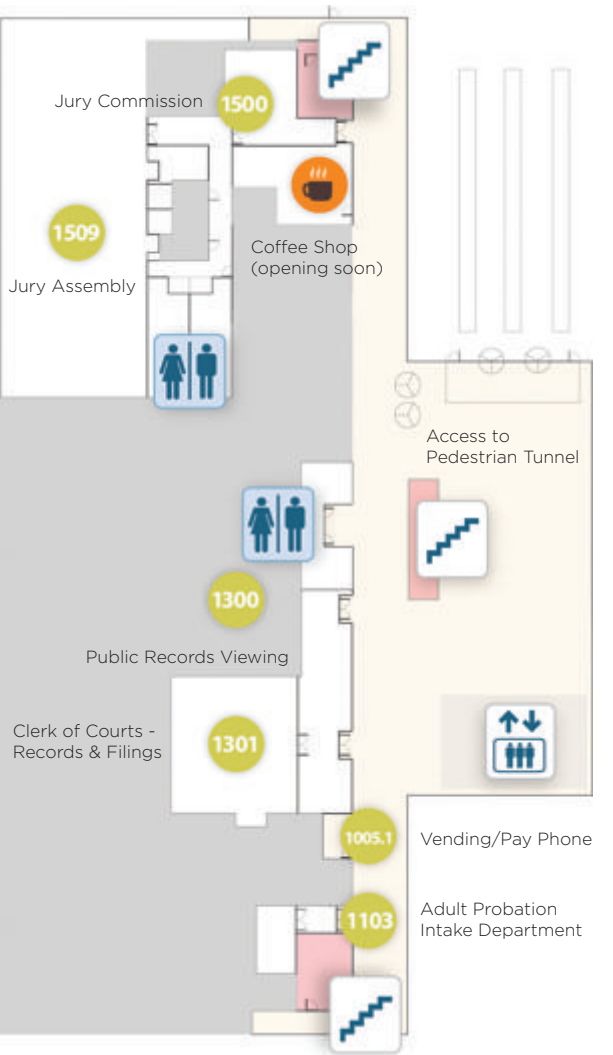 Jury Commission
1500
1509
Jury Assembly
Coffee Shop
(opening soon)
Access to
Pedestrian Tunnel
1300
Public Records Viewing
Clerk of Courts -
Records & Filings
1301
1005.1
Vending/Pay Phone
1103
Adult Probation
Intake Department